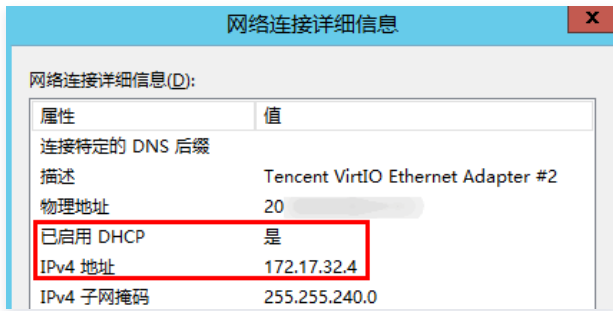 网络连接详细信息
x
网络连接详细信息(D):
属性 值
连接特定的 DNS 后缀
描述 Tencent VirtIO Ethernet Adapter #2
物理地址 20
已启用 DHCP 是
IPv4 地址 172.17.32.4
IPv4 子网掩码 255.255.240.0